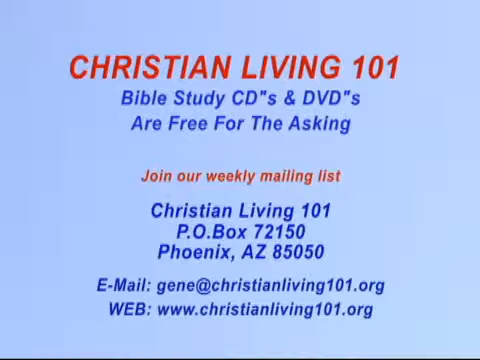 CHRISTIAN LIVING 101
Bible Study CD"s & DVD"s
Are Free For The Asking
Join our weekly mailing list
Christian Living 101
P.O.Box 72150
Phoenix, AZ 85050
E-Mail: gene@christianliving101.org
WEB: www.christianliving101.org